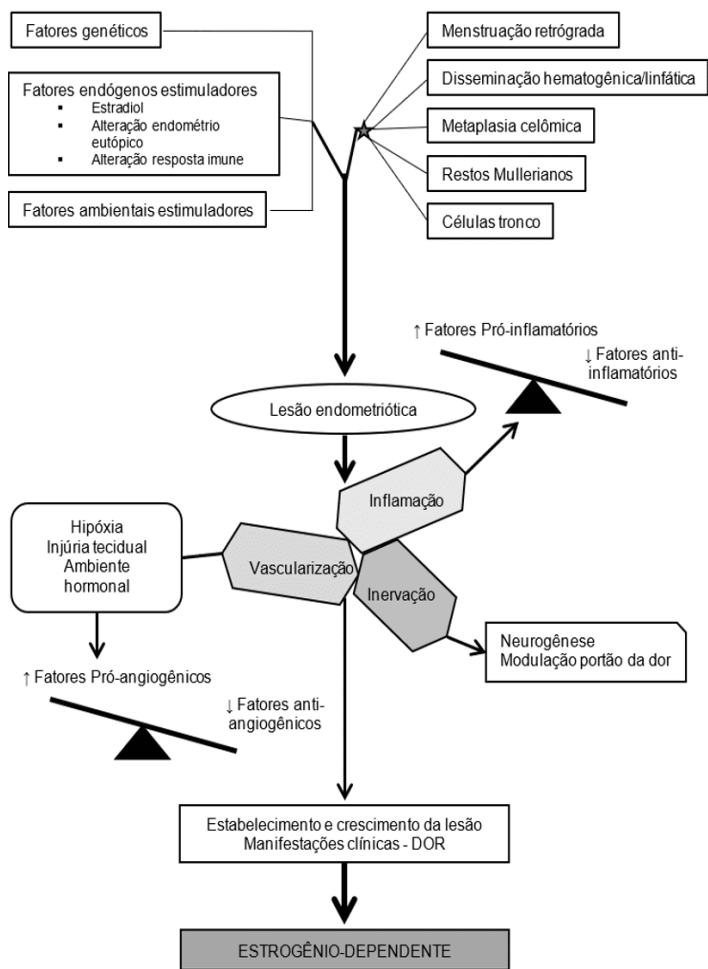 Fatores genéticos
Fatores endógenos estimuladores
▪ Estradiol
▪ Alteração endométrio
eutópico
▪ Alteração resposta imune
Fatores ambientais estimuladores
Menstruação retrógrada
Disseminação hematogênica/linfática
Metaplasia celômica
Restos Mullerianos
Células tronco
↑ Fatores Pró-inflamatórios
↓ Fatores anti-
inflamatórios
Lesão endometriótica
Inflamação
Vascularização
Inervação
Hipóxia
Injúria tecidual
Ambiente
hormonal
Neurogênese
Modulação portão da dor
↑ Fatores Pró-angiogênicos
↓ Fatores anti-
angiogênicos
Estabelecimento e crescimento da lesão
Manifestações clínicas - DOR
ESTROGÊNIO-DEPENDENTE